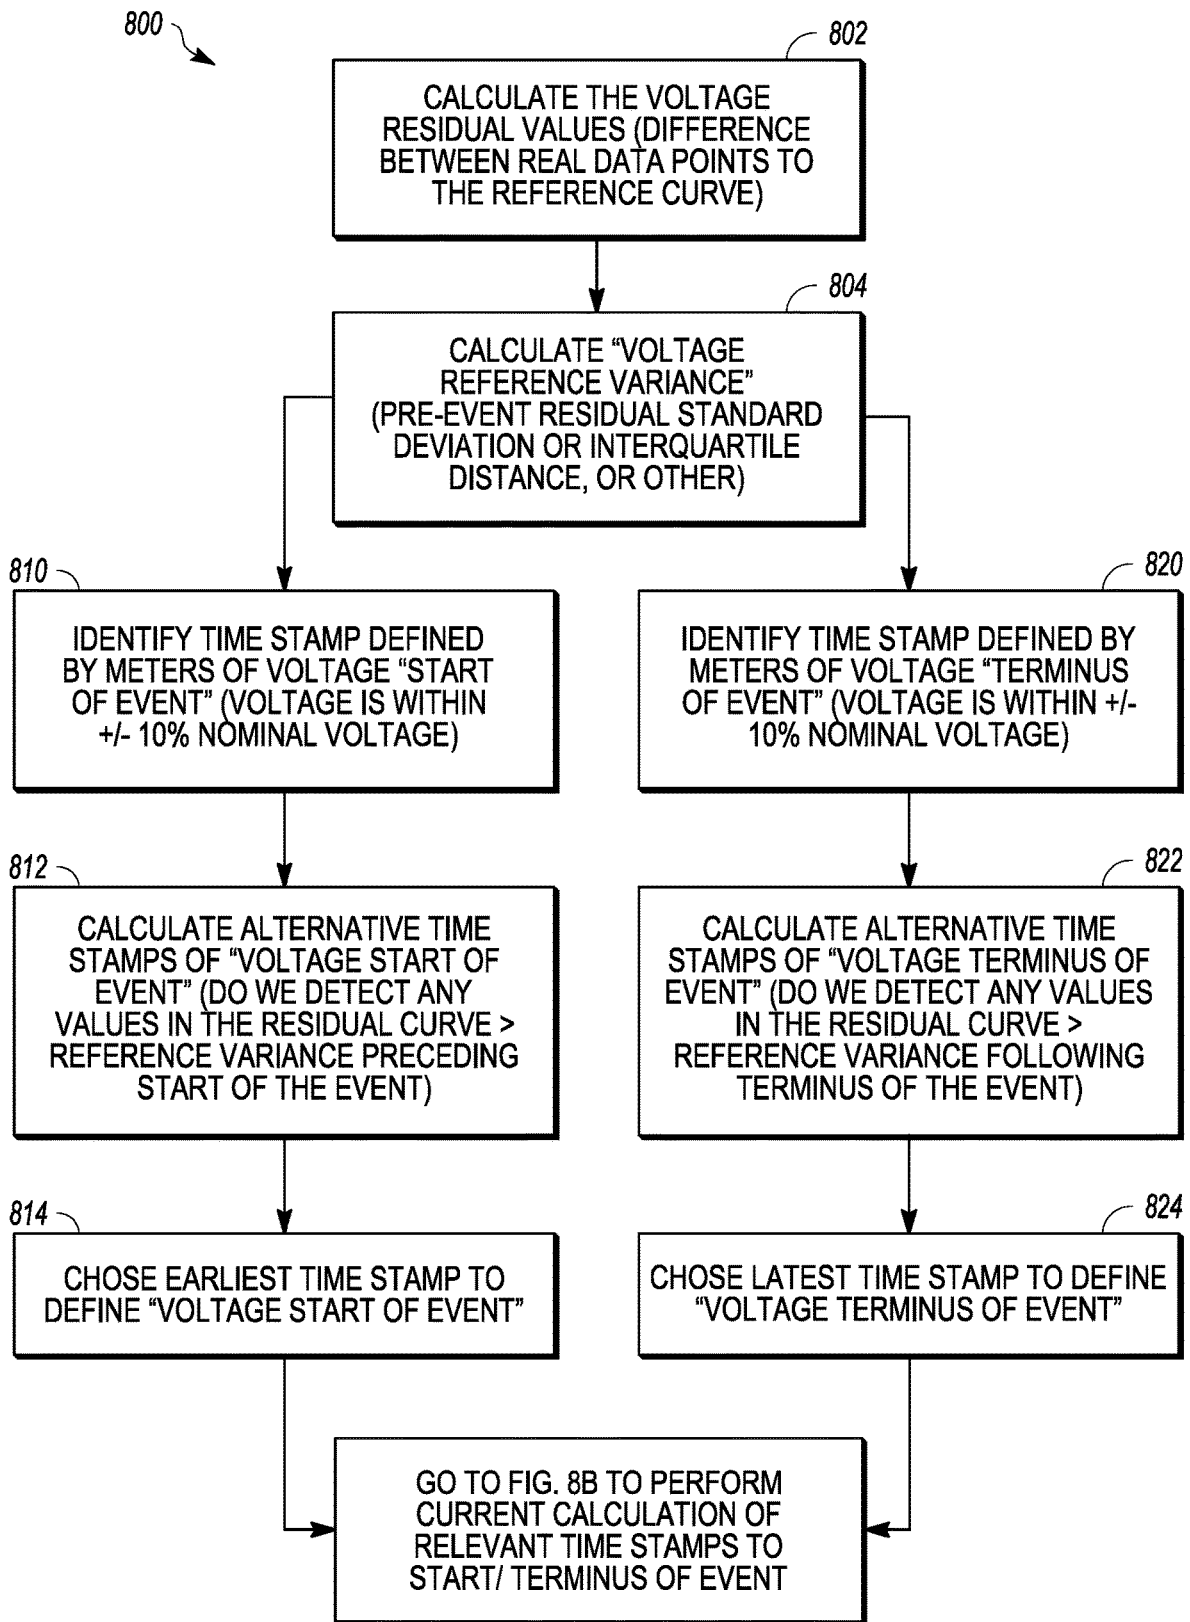 800
802
CALCULATE THE VOLTAGE
RESIDUAL VALUES (DIFFERENCE
BETWEEN REAL DATA POINTS TO
THE REFERENCE CURVE)
804
CALCULATE “VOLTAGE
REFERENCE VARIANCE”
(PRE-EVENT RESIDUAL STANDARD
DEVIATION OR INTERQUARTILE
DISTANCE, OR OTHER)
810
IDENTIFY TIME STAMP DEFINED
BY METERS OF VOLTAGE “START
OF EVENT” (VOLTAGE IS WITHIN
+/- 10% NOMINAL VOLTAGE)
820
IDENTIFY TIME STAMP DEFINED BY
METERS OF VOLTAGE “TERMINUS
OF EVENT” (VOLTAGE IS WITHIN +/-
10% NOMINAL VOLTAGE)
812
CALCULATE ALTERNATIVE TIME
STAMPS OF “VOLTAGE START OF
EVENT” (DO WE DETECT ANY
VALUES IN THE RESIDUAL CURVE >
REFERENCE VARIANCE PRECEDING
START OF THE EVENT)
822
CALCULATE ALTERNATIVE TIME
STAMPS OF “VOLTAGE TERMINUS OF
EVENT” (DO WE DETECT ANY VALUES
IN THE RESIDUAL CURVE >
REFERENCE VARIANCE FOLLOWING
TERMINUS OF THE EVENT)
814
CHOSE EARLIEST TIME STAMP TO
DEFINE “VOLTAGE START OF EVENT”
824
CHOSE LATEST TIME STAMP TO DEFINE
“VOLTAGE TERMINUS OF EVENT”
GO TO FIG. 8B TO PERFORM
CURRENT CALCULATION OF
RELEVANT TIME STAMPS TO
START/ TERMINUS OF EVENT